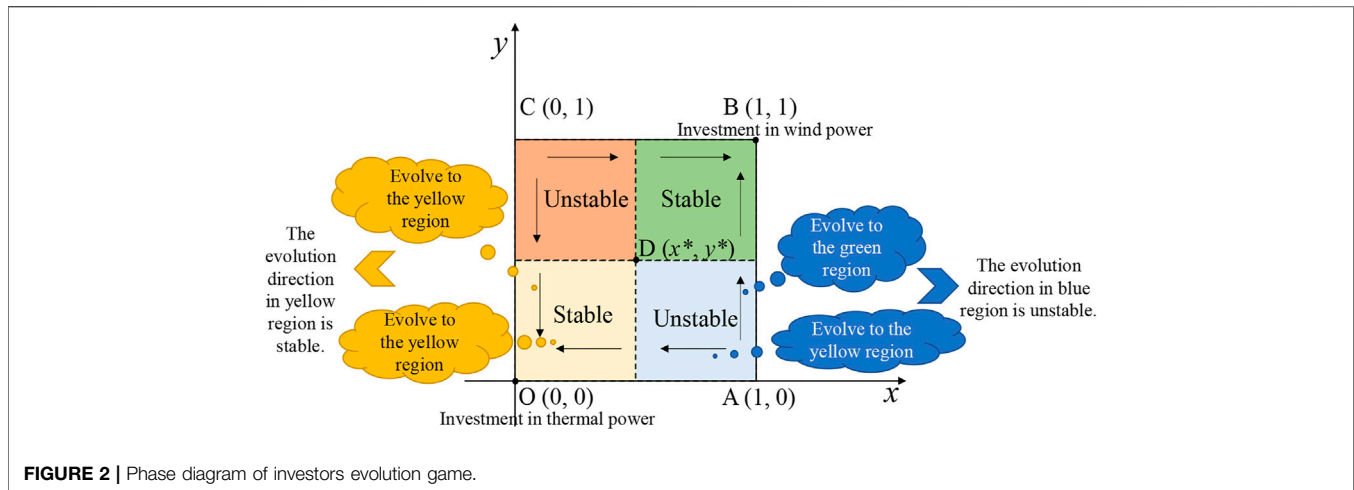 y
C (0, 1)
B (1, 1)
Investment in wind power
Evolve to
the yellow
region
Unstable
Stable
Evolve to
the green
region
The
evolution
direction
in yellow
region is
stable.
D (x*, y*)
The evolution
direction in blue
region is unstable.
Evolve to
the yellow
region
Stable
Unstable
Evolve to the
yellow region
O (0, 0)
A (1, 0)
x
Investment in thermal power
FIGURE 2 | Phase diagram of investors evolution game.